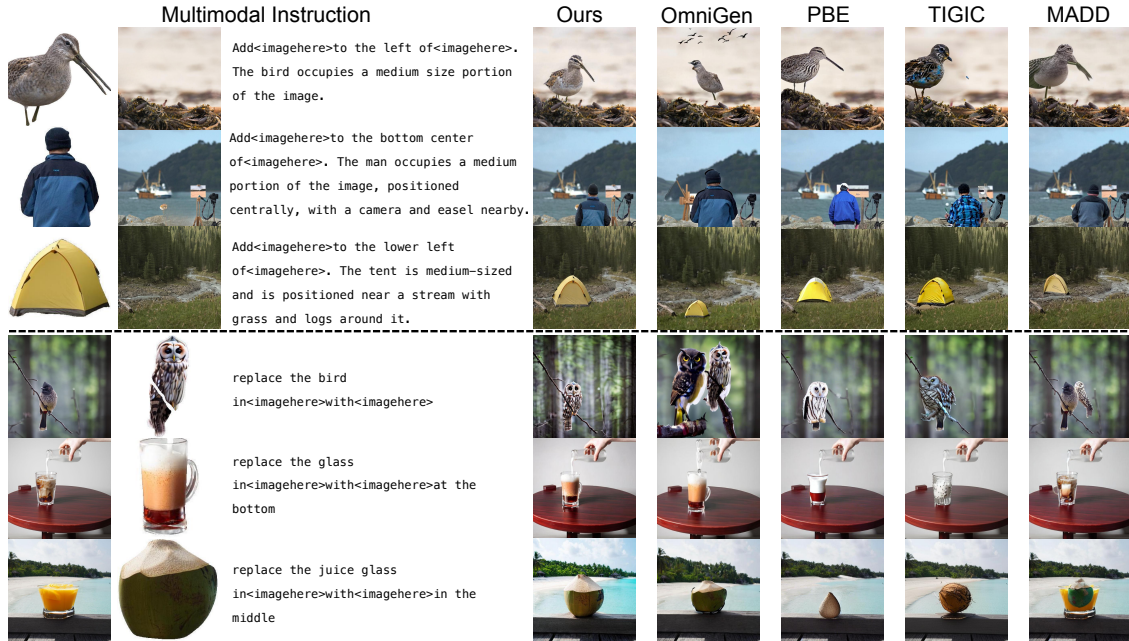 Multimodal Instruction
Ours
OmniGen
PBE
TIGIC
MADD
Add<imagehere>to the left of<imagehere>.
The bird occupies a medium size portion
of the image.
Add<imagehere>to the bottom center
of<imagehere>. The man occupies a medium
portion of the image, positioned
centrally, with a camera and easel nearby.
Add<imagehere>to the lower left
of<imagehere>. The tent is medium-sized
and is positioned near a stream with
grass and logs around it.
replace the bird
in<imagehere>with<imagehere>
replace the glass
in<imagehere>with<imagehere>at the
bottom
replace the juice glass
in<imagehere>with<imagehere>in the
middle